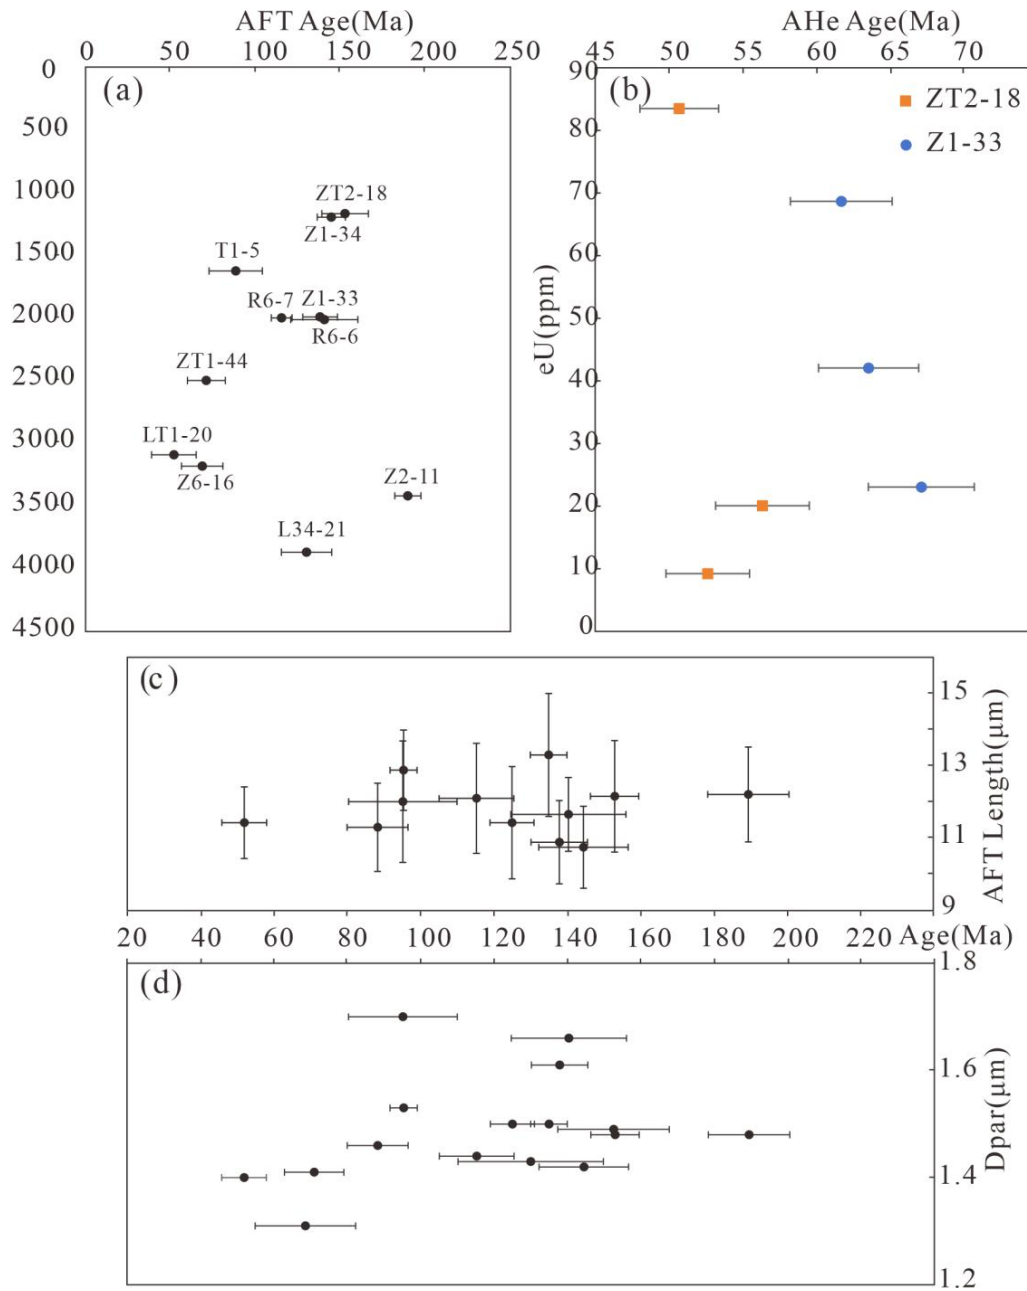 AFT Age(Ma)
0 50 100 150 200 250
0
500
1000
1500
2000
2500
3000
3500
4000
4500
(a)
ZT2-18
Z1-34
T1-5
R6-7
Z1-33
R6-6
ZT1-44
LT1-20
Z6-16
Z2-11
L34-21
AHe Age(Ma)
45 50 55 60 65 70
90
80
70
60
50
40
30
20
10
0
eU(ppm)
(b)
ZT2-18
Z1-33
(c)
15
13
11
9
AFT Length(μm)
20 40 60 80 100 120 140 160 180 200 220 Age(Ma)
(d)
1.8
1.6
1.4
1.2
Dpar(μm)